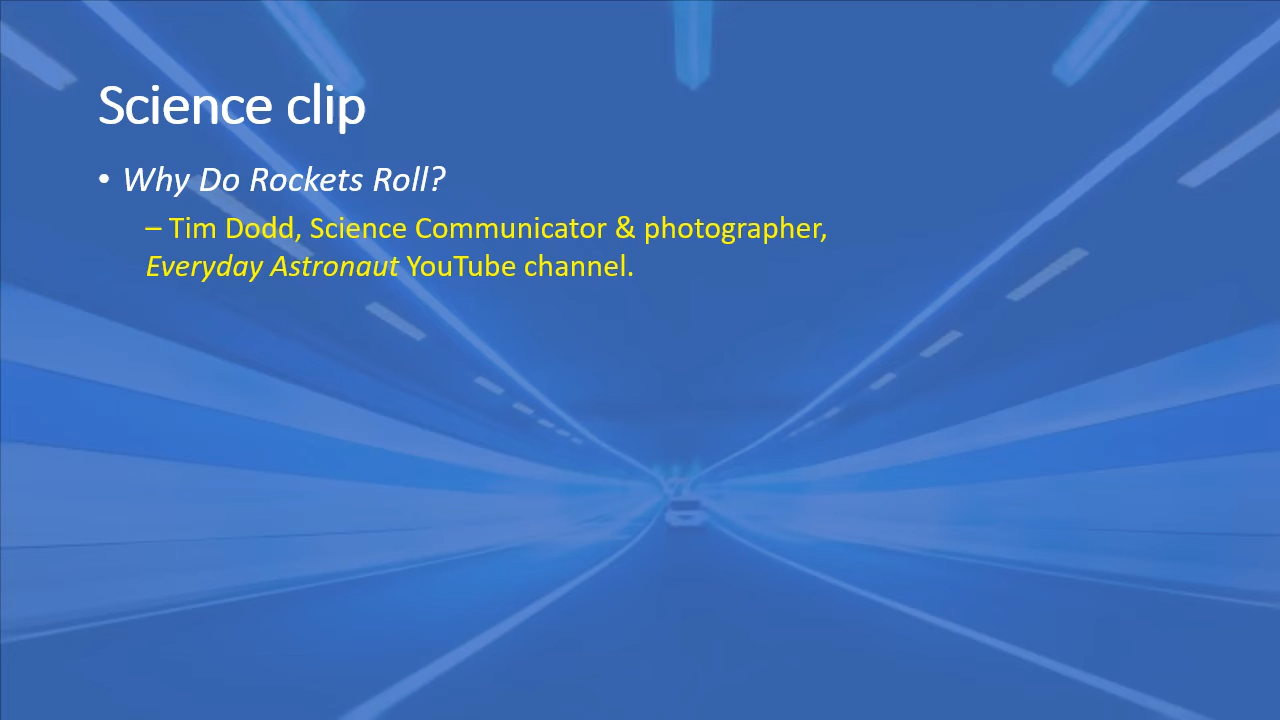 Science clip
• Why Do Rockets Roll?
– Tim Dodd, Science Communicator & photographer,
Everyday Astronaut YouTube channel.